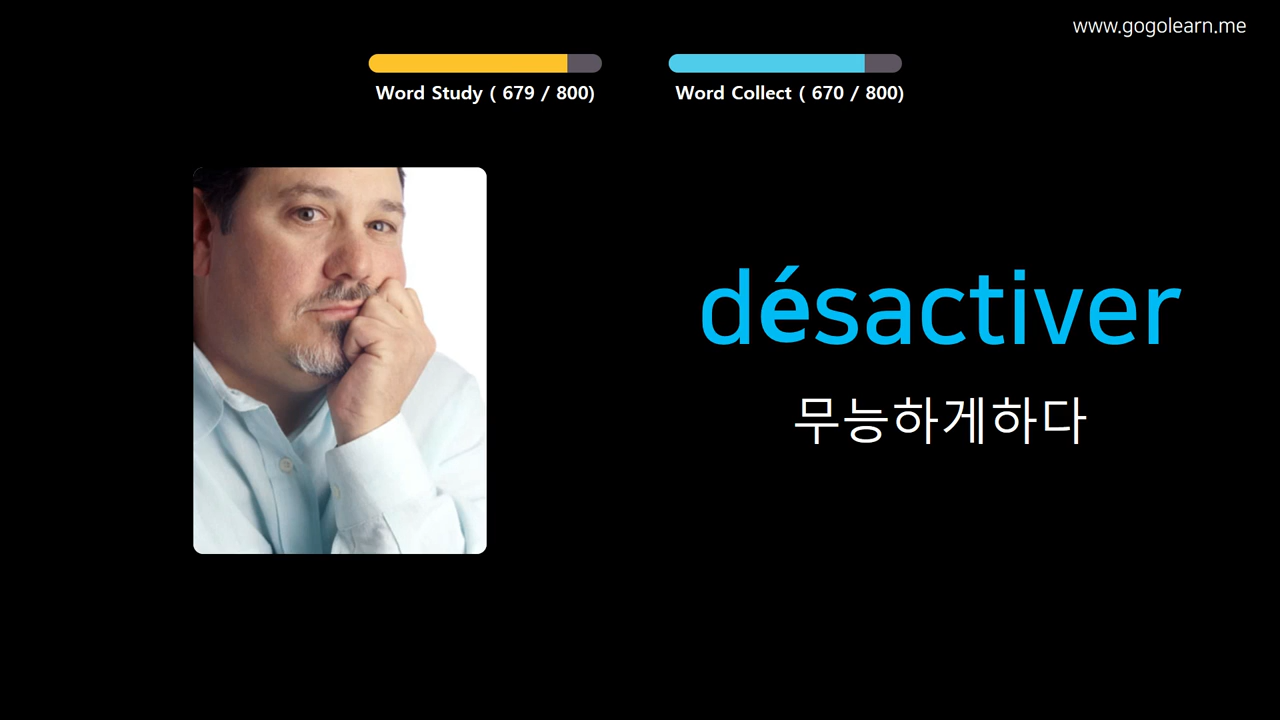 www.gogolearn.me
Word Study ( 679 / 800)
Word Collect ( 670 / 800)
désactiver
무능하게하다